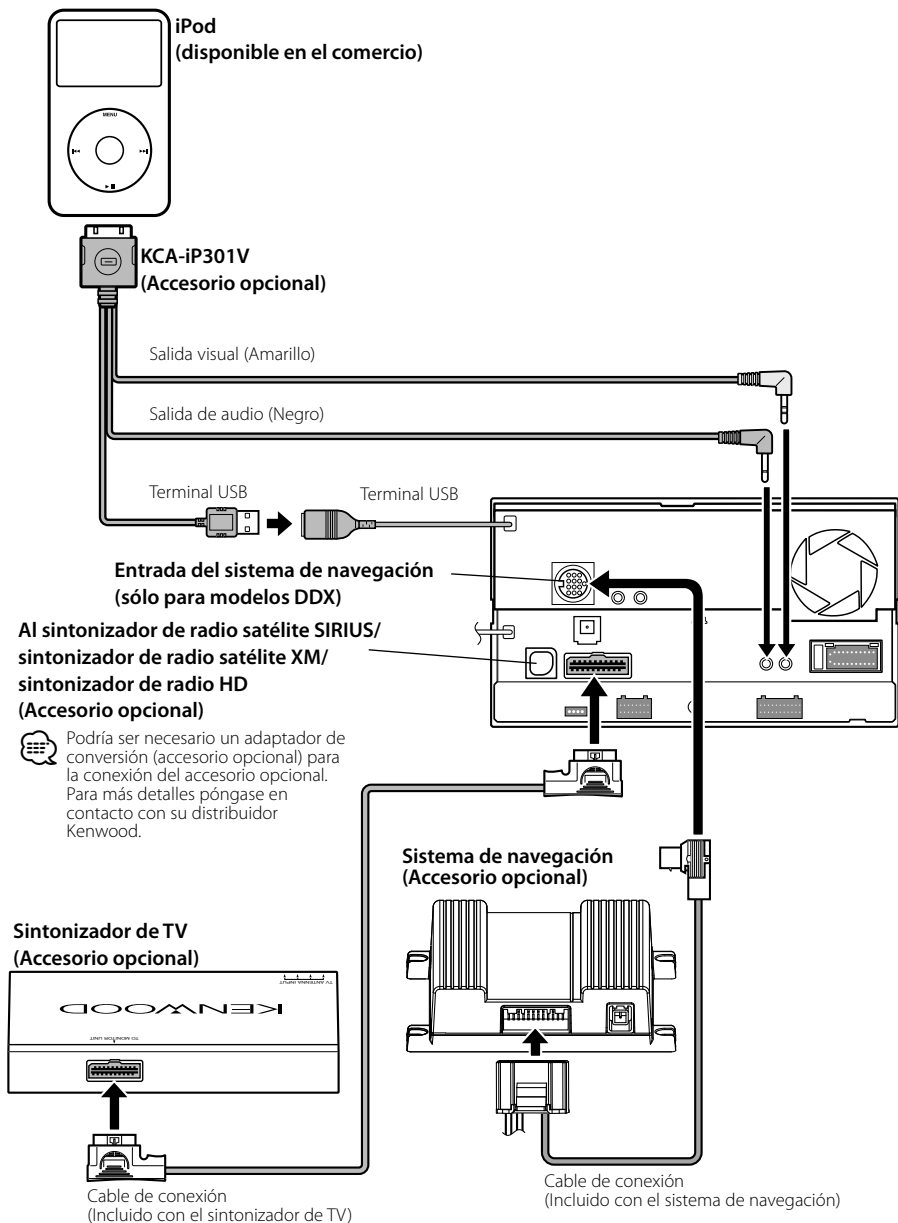 iPod
(disponible en el comercio)
MENU
KCA-iP301V
(Accesorio opcional)
Salida visual (Amarillo)
Salida de audio (Negro)
Terminal USB
Terminal USB
Entrada del sistema de navegación
(sólo para modelos DDX)
Al sintonizador de radio satélite SIRIUS/
sintonizador de radio satélite XM/
sintonizador de radio HD
(Accesorio opcional)
Podría ser necesario un adaptador de
conversión (accesorio opcional) para
la conexión del accesorio opcional.
Para más detalles póngase en
contacto con su distribuidor
Kenwood.
Sistema de navegación
(Accesorio opcional)
Sintonizador de TV
(Accesorio opcional)
TV ANTENNA INPUT
KENWOOD
TO MONITOR UNIT
Cable de conexión
(Incluido con el sintonizador de TV)
Cable de conexión
(Incluido con el sistema de navegación)